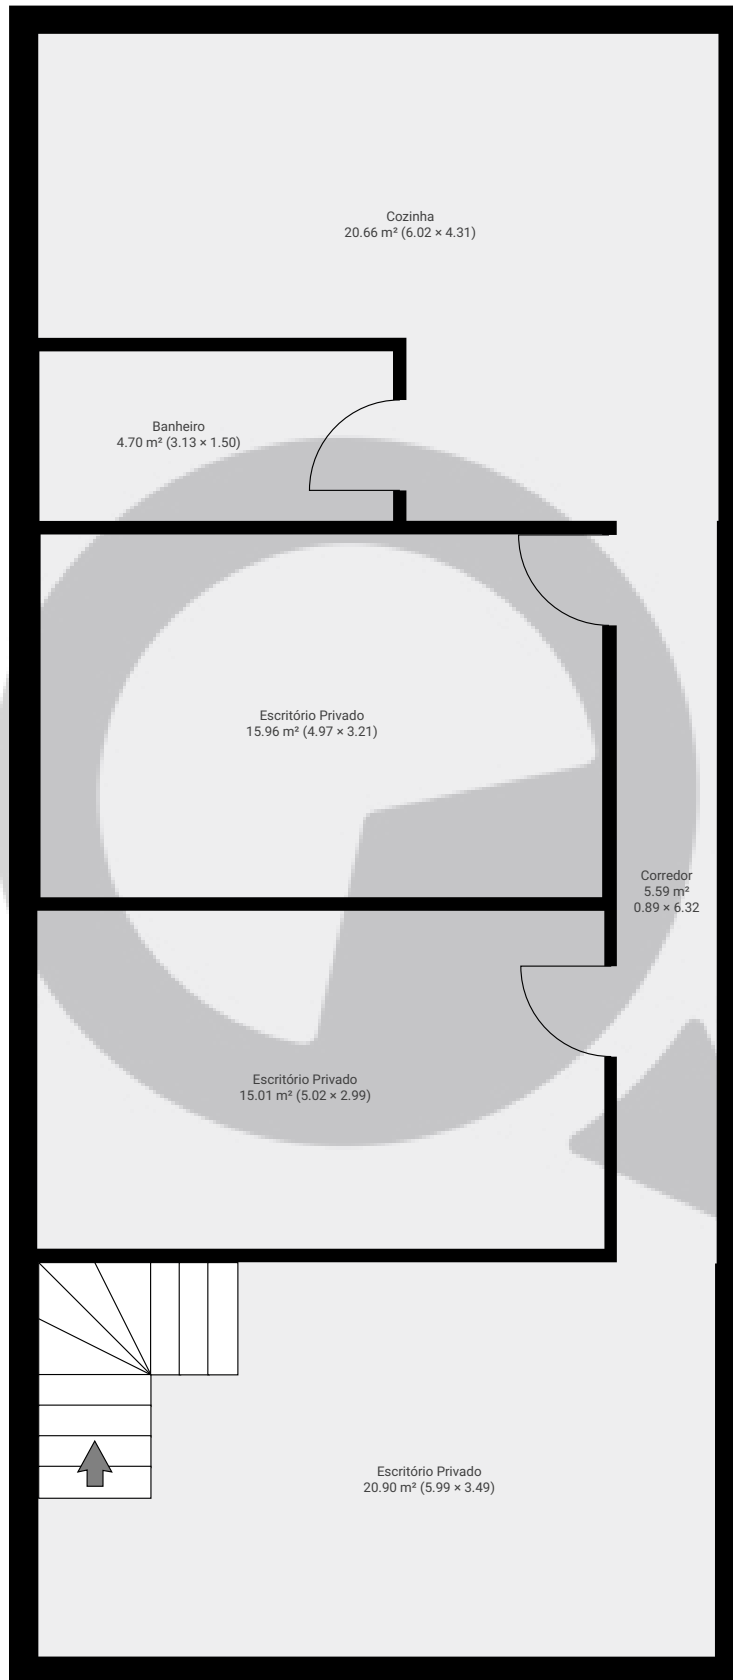 Cozinha
20.66 m² (6.02 × 4.31)
Banheiro
4.70 m² (3.13 × 1.50)
Escritório Privado
15.96 m² (4.97 × 3.21)
Corredor
5.59 m²
0.89 × 6.32
Escritório Privado
15.01 m² (5.02 × 2.99)
Escritório Privado
20.90 m² (5.99 × 3.49)